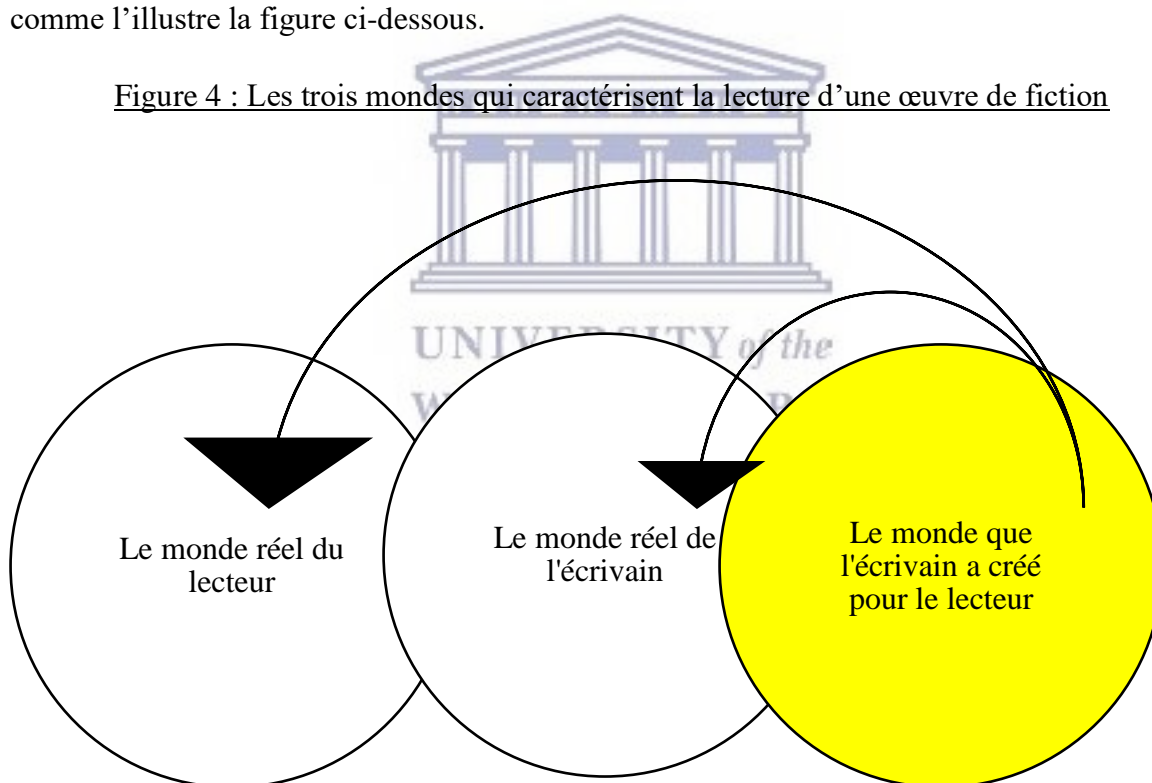 comme l’illustre la figure ci-dessous.
Figure 4 : Les trois mondes qui caractérisent la lecture d’une œuvre de fiction
UNIVERSITY of the
Le monde réel du
lecteur
Le monde réel de
l'écrivain
Le monde que
l'écrivain a créé
pour le lecteur